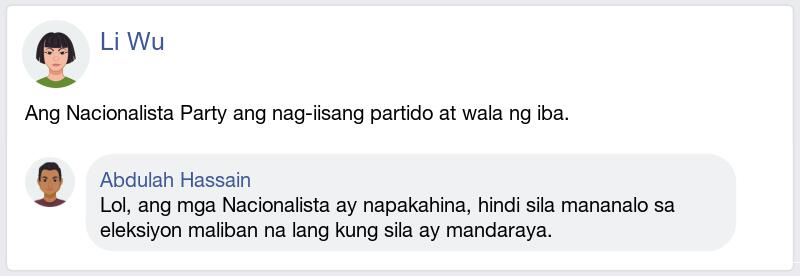 Li Wu
Ang Nacionalista Party ang nag-iisang partido at wala ng iba.
Abdulah Hassain
Lol, ang mga Nacionalista ay napakahina, hindi sila mananalo sa
eleksiyon maliban na lang kung sila ay mandaraya.